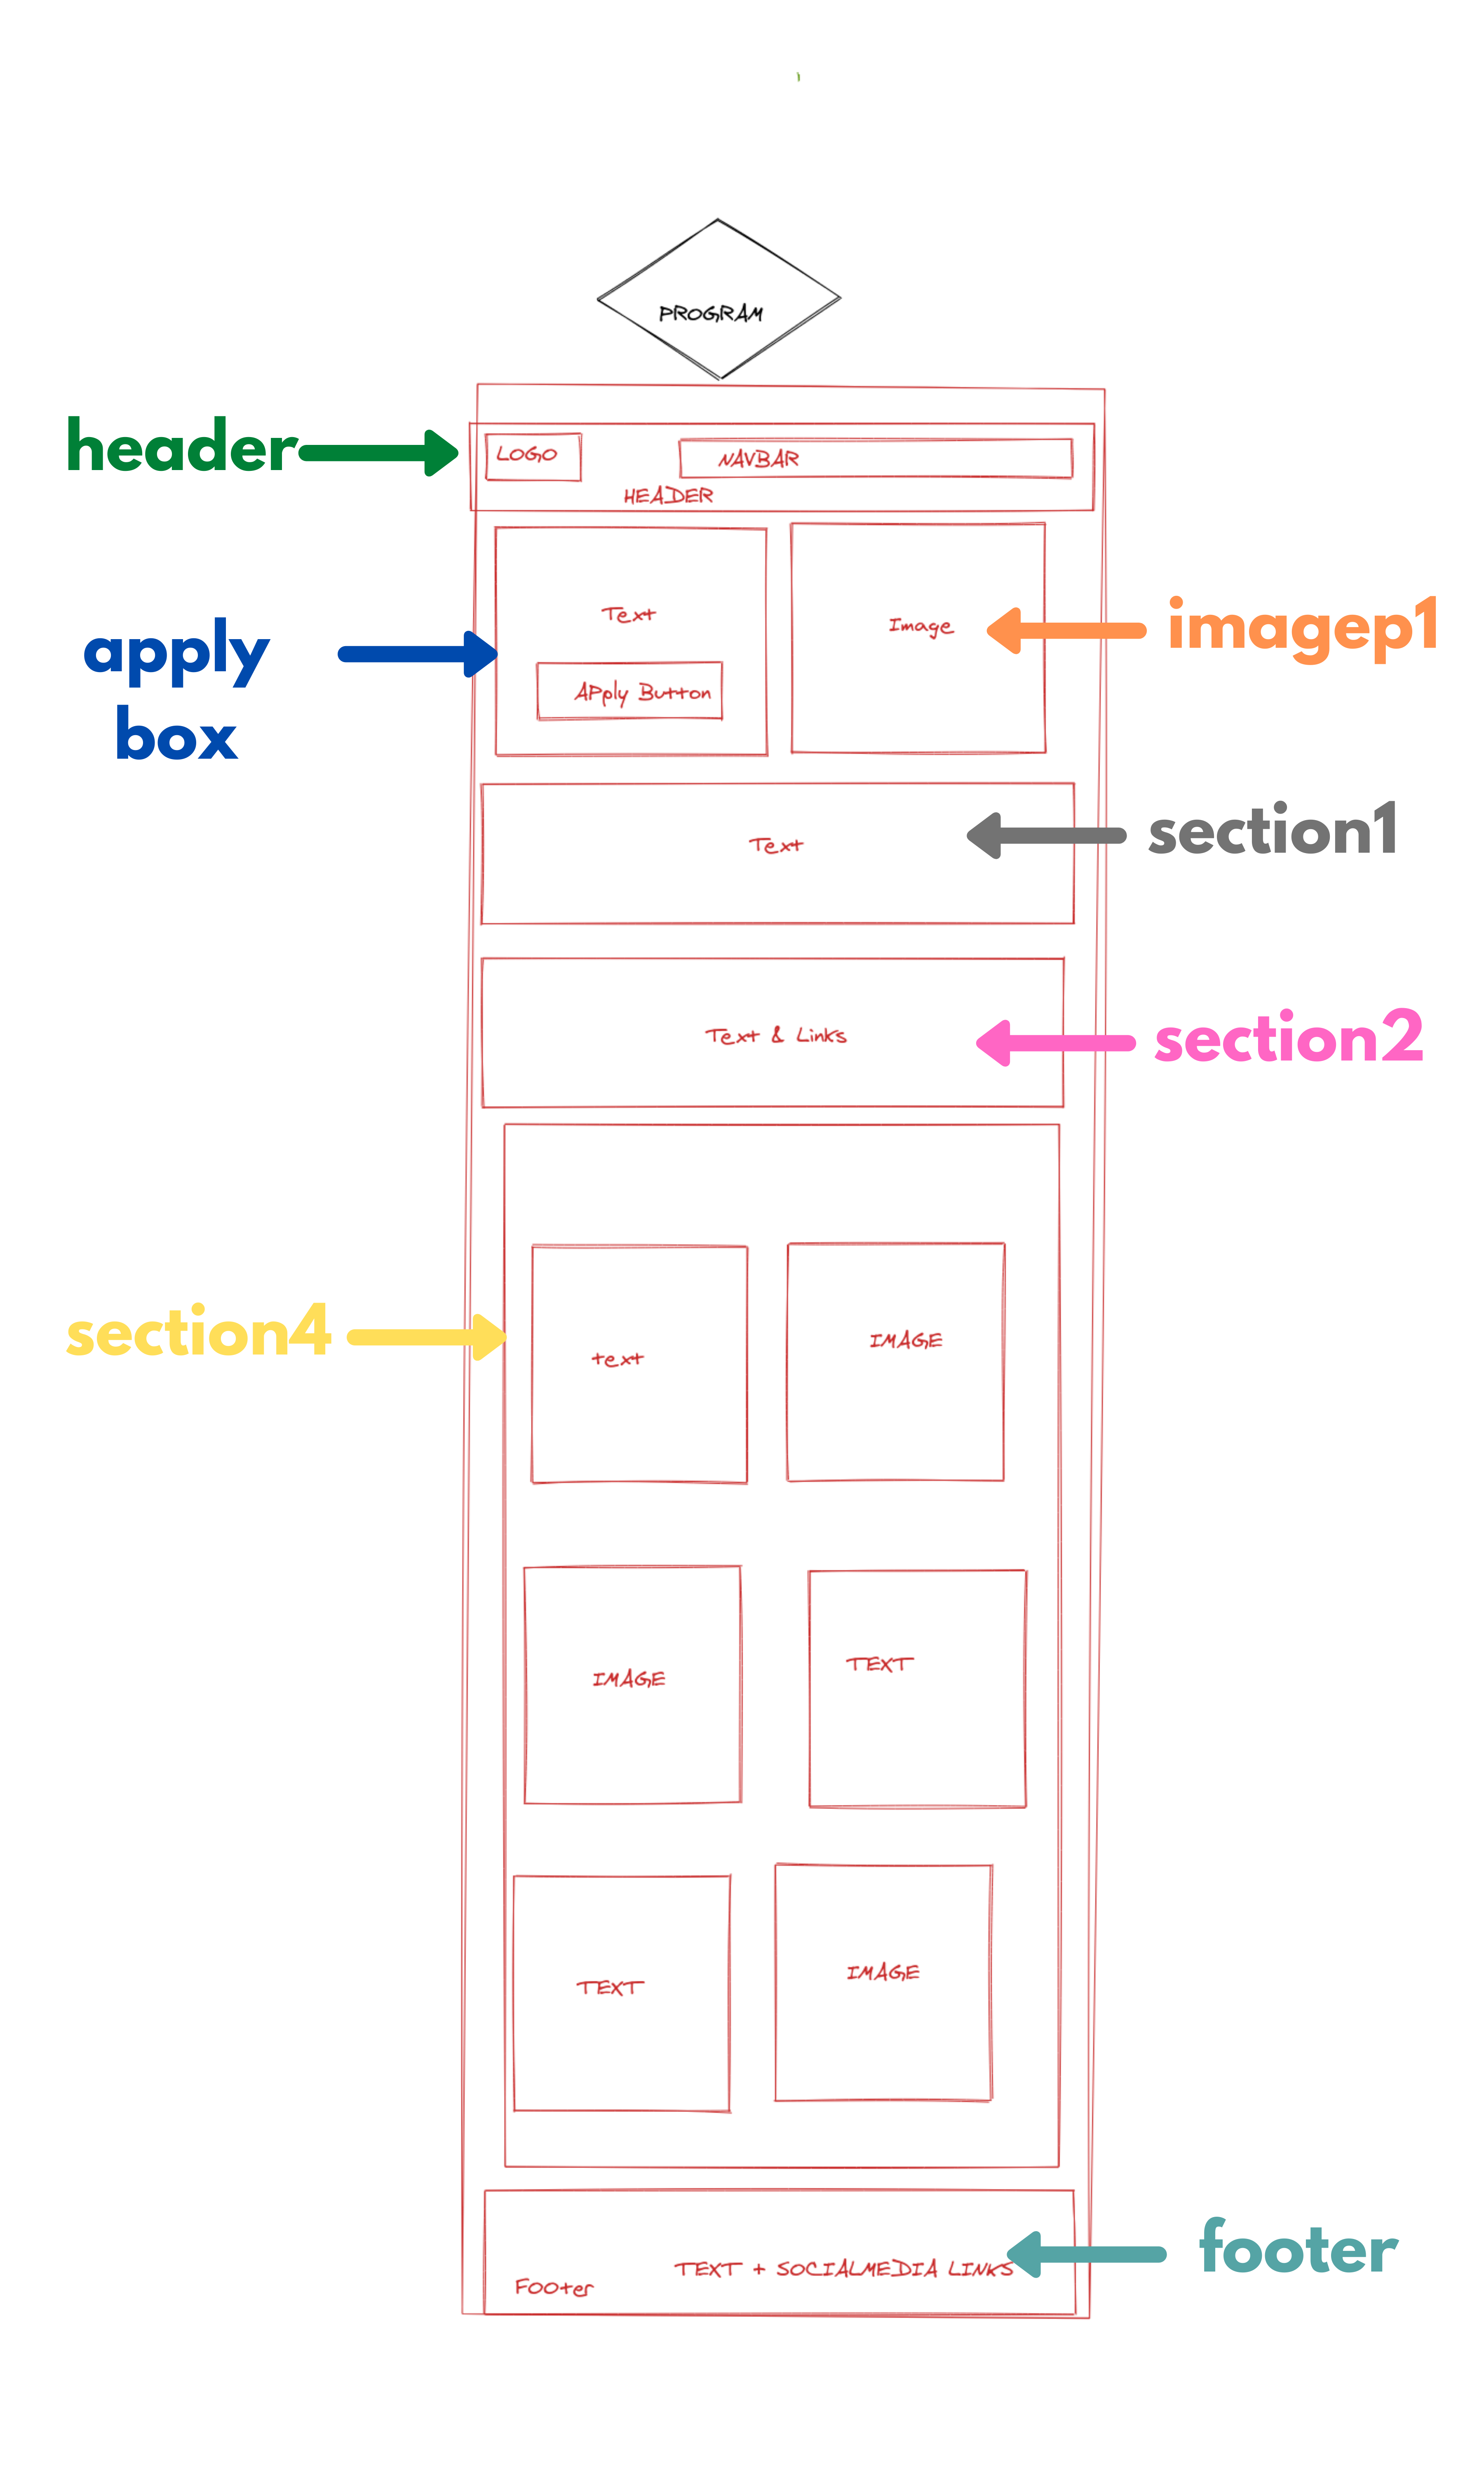 PROGRAM
header
LOGO
NAVBAR
HEADER
apply
box
Text
APply Button
Image
imagep1
Text
section1
Text & Links
section2
section4
text
IMAGE
IMAGE
TEXT
TEXT
IMAGE
TEXT + SOCIALMEDIA LINKS
FOOter
footer